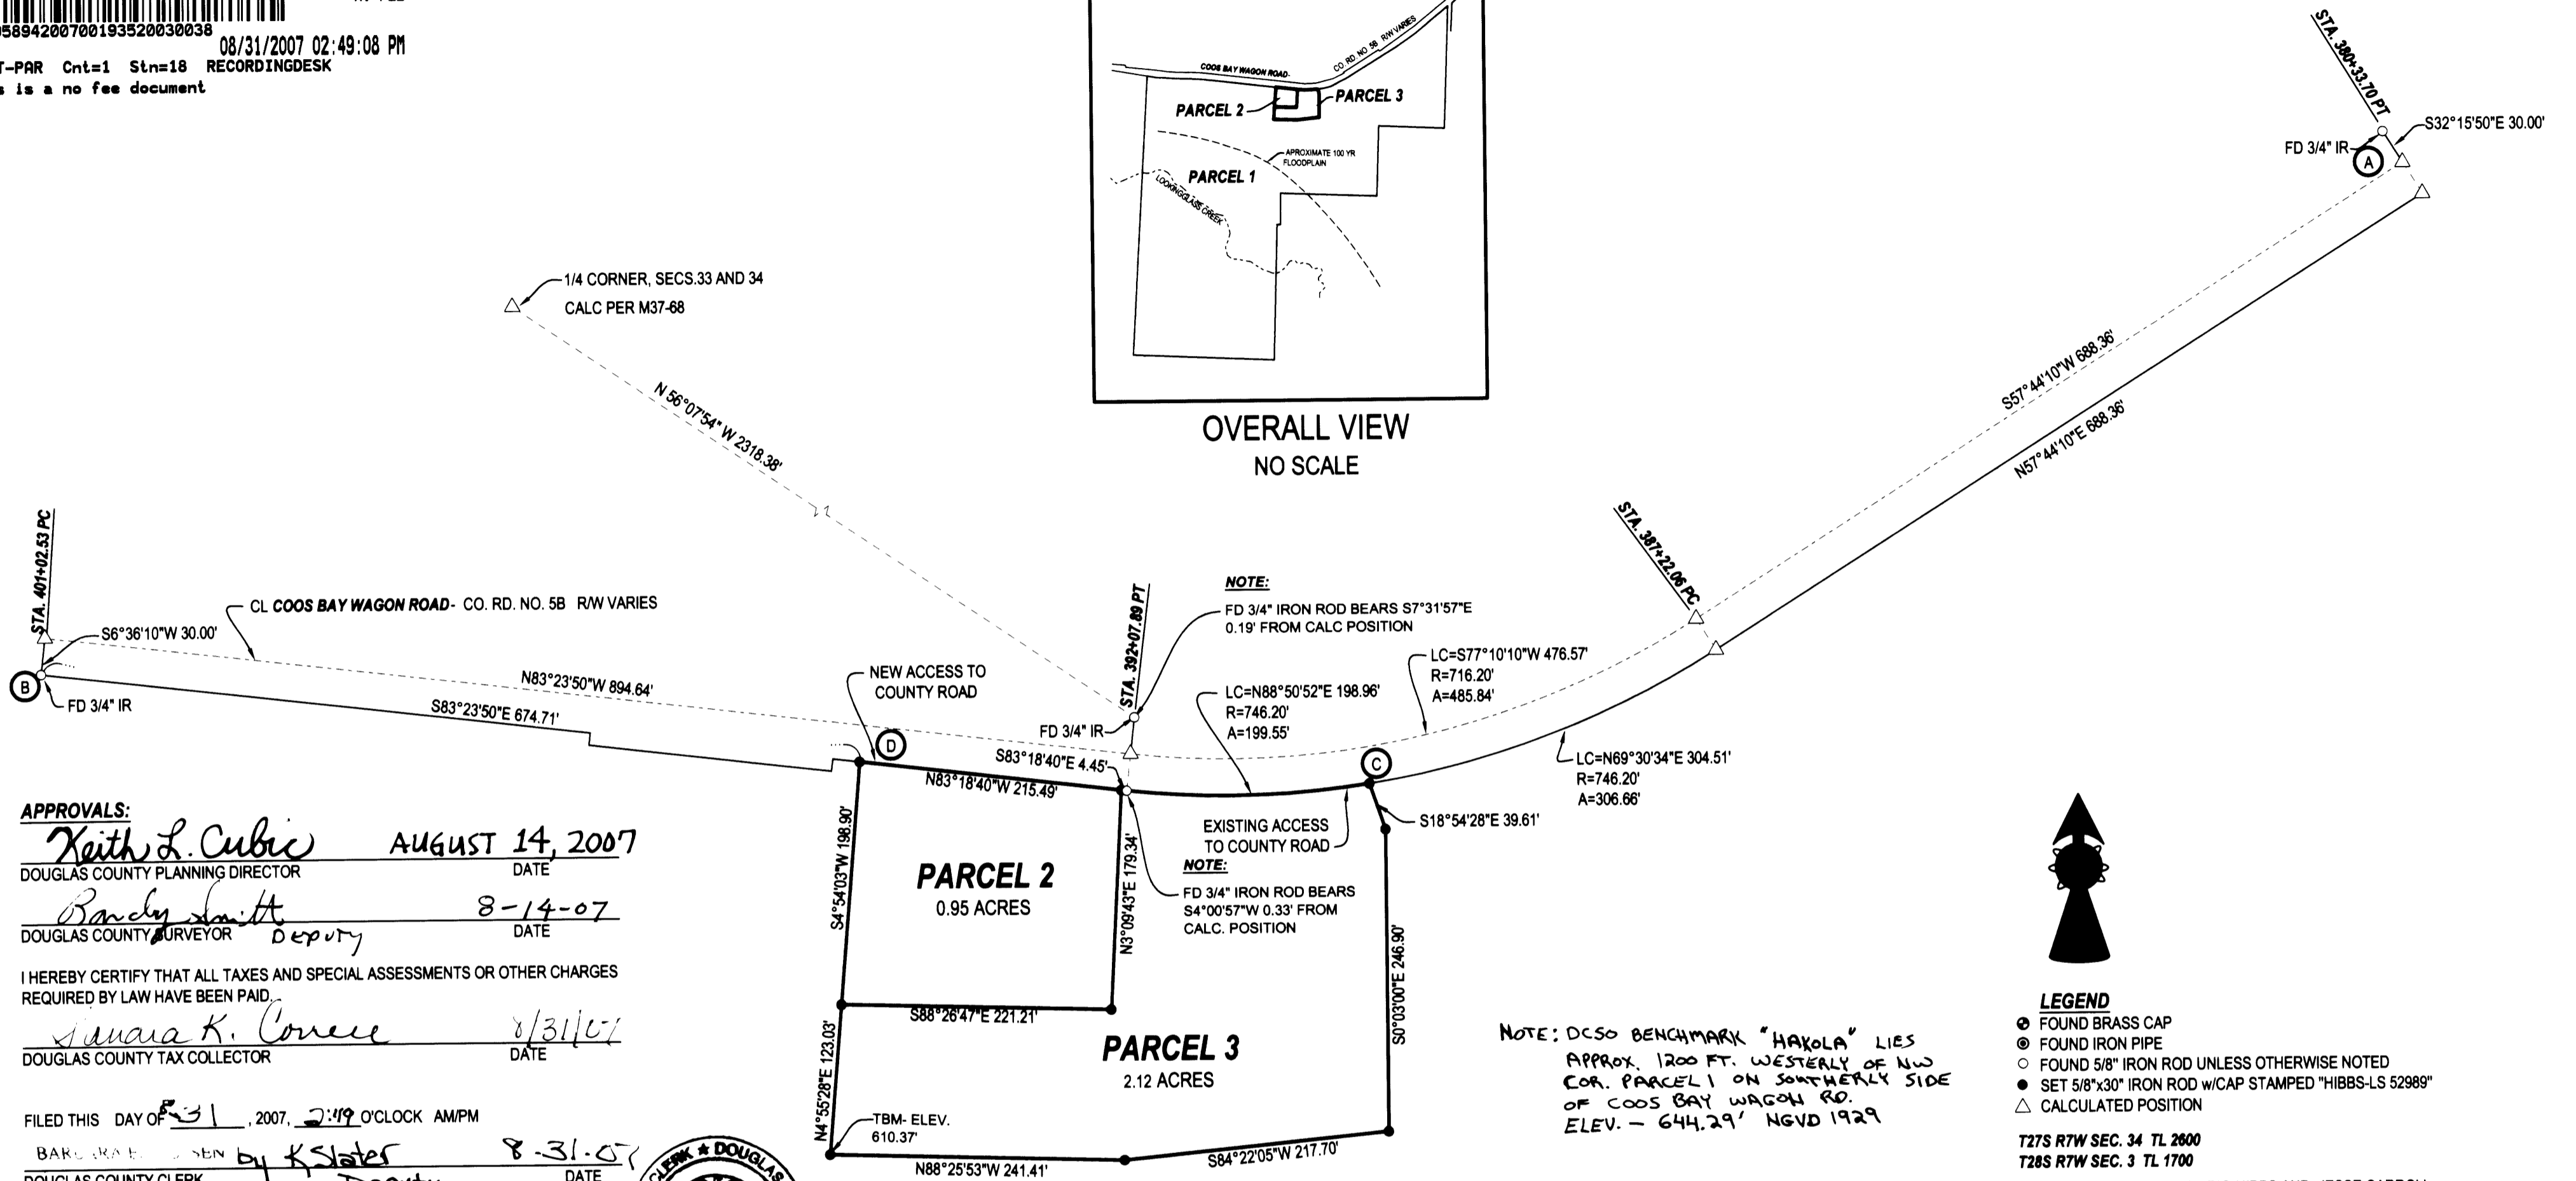 08/31/2007 02:49:08 PM
Cnt=1 Stn=18 RECORDINGDESK
is a no fee document
COOS BAY WAGON ROAD-
CO. RD. NO. 5B R/W VARIES
PARCEL 2
PARCEL 3
APROXIMATE 100 YR
FLOODPLAIN
PARCEL 1
LOOKINGGLASS CREEK
OVERALL VIEW
NO SCALE
STA. 380+33.70 PT
S32°15'50"E 30.00'
FD 3/4" IR
A
1/4 CORNER, SECS.33 AND 34
CALC PER M37-68
N 56°07'54" W 2318.38'
S57°44'10"W 688.36'
N57°44'10"E 688.36'
STA. 387+22.06 PC
STA. 401+02.53 PC
S6°36'10"W 30.00'
CL COOS BAY WAGON ROAD- CO. RD. NO. 5B R/W VARIES
B
FD 3/4" IR
N83°23'50"W 894.64'
S83°23'50"E 674.71'
NEW ACCESS TO
COUNTY ROAD
D
STA. 392+07.89 PT
FD 3/4" IR
NOTE:
FD 3/4" IRON ROD BEARS S7°31'57"E
0.19' FROM CALC POSITION
LC=S77°10'10"W 476.57'
R=716.20'
A=485.84'
LC=N88°50'52"E 198.96'
R=746.20'
A=199.55'
C
LC=N69°30'34"E 304.51'
R=746.20'
A=306.66'
S83°18'40"E 4.45'
N83°18'40"W 215.49'
S18°54'28"E 39.61'
EXISTING ACCESS
TO COUNTY ROAD
NOTE:
FD 3/4" IRON ROD BEARS
S4°00'57"W 0.33' FROM
CALC. POSITION
S4°54'03"W 198.90'
PARCEL 2
0.95 ACRES
N3°09'43"E 179.34'
S88°26'47"E 221.21'
S0°03'00"E 246.90'
PARCEL 3
2.12 ACRES
N4°55'28"E 123.03'
TBM- ELEV.
610.37'
N88°25'53"W 241.41'
S84°22'05"W 217.70'
APPROVALS:
Keith L. Cubic AUGUST 14, 2007
DOUGLAS COUNTY PLANNING DIRECTOR DATE
Smitt 8-14-07
DOUGLAS COUNTY SURVEYOR DEPUTY DATE
I HEREBY CERTIFY THAT ALL TAXES AND SPECIAL ASSESSMENTS OR OTHER CHARGES
REQUIRED BY LAW HAVE BEEN PAID.
K. 8/31/07
DOUGLAS COUNTY TAX COLLECTOR DATE
FILED THIS DAY OF 8-31, 2007, 2:49 O'CLOCK AM/PM
by K Slater 8-31-07
DOUGLAS COUNTY CLERK Deputy DATE
CLERK ★ DOUGLAS
NOTE: DCSO BENCHMARK "HAKOLA" LIES
APPROX. 1200 FT. WESTERLY OF NW
COR. PARCEL 1 ON SOUTHERLY SIDE
OF COOS BAY WAGON RD.
ELEV. - 644.29' NGVD 1929
LEGEND
FOUND BRASS CAP
FOUND IRON PIPE
FOUND 5/8" IRON ROD UNLESS OTHERWISE NOTED
SET 5/8"x30" IRON ROD w/CAP STAMPED "HIBBS-LS 52989"
CALCULATED POSITION
T27S R7W SEC. 34 TL 2600
T28S R7W SEC. 3 TL 1700